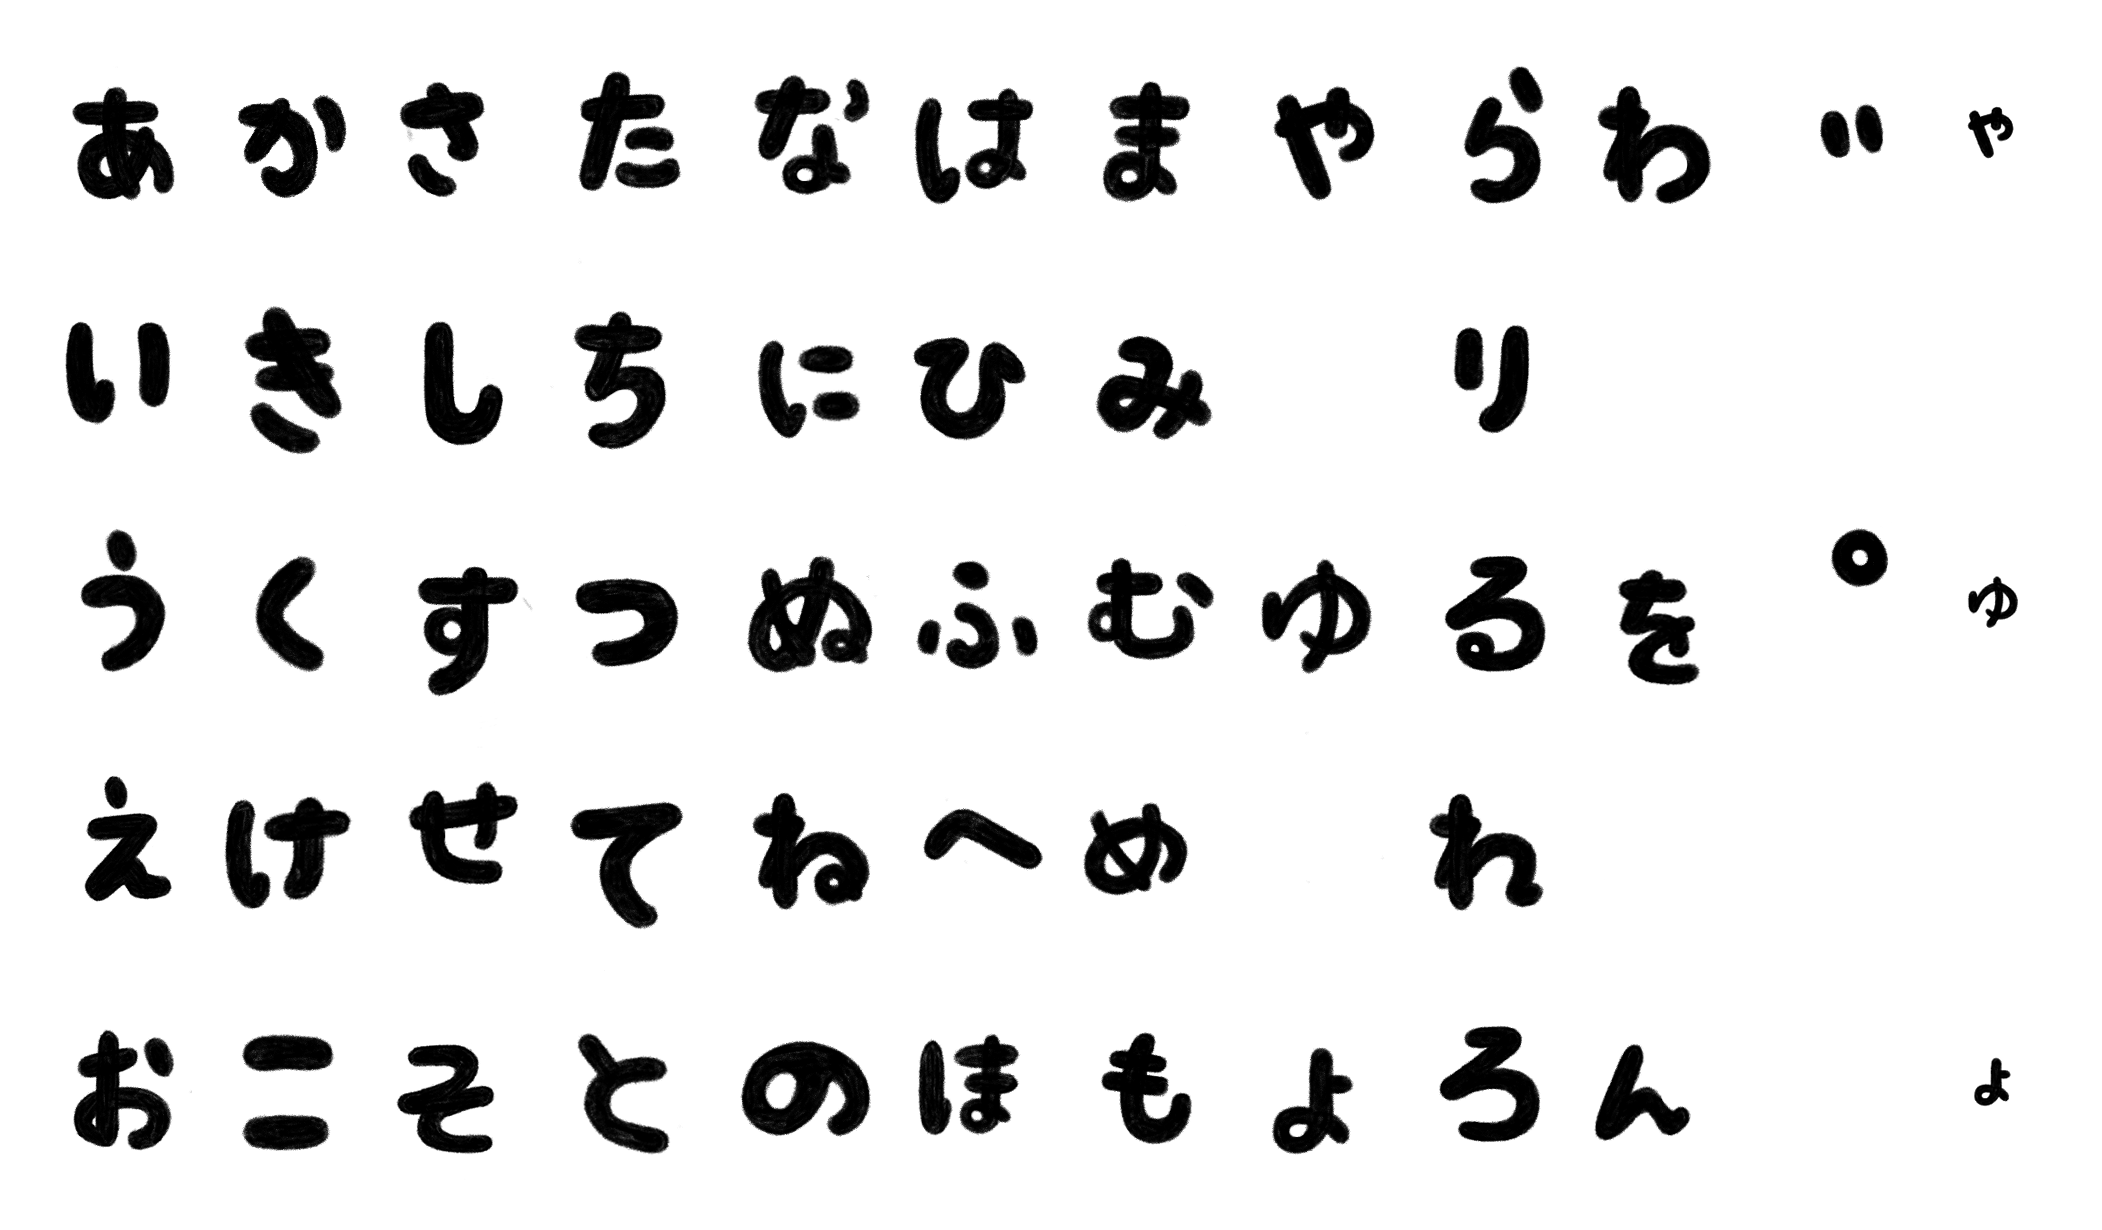 あ か さ た な は ま や ら わ ゛ ゃ
い き し ち に ひ み り
う く す つ ぬ ふ む ゆ る を ゜ ゅ
え け せ て ね へ め れ
お こ そ と の ほ も よ ろ ん ょ